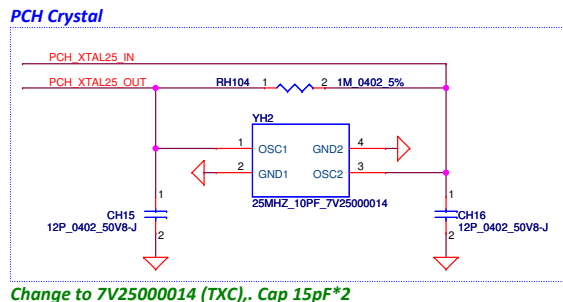 PCH Crystal
PCH_XTAL25_IN
PCH_XTAL25_OUT
RH104 1 2 1M_0402_5%
YH2
1 OSC1 GND2 4
2 GND1 OSC2 3
25MHZ_10PF_7V25000014
1 1
CH15 CH16
12P_0402_50V8-J 12P_0402_50V8-J
2 2
Change to 7V25000014 (TXC),. Cap 15pF*2